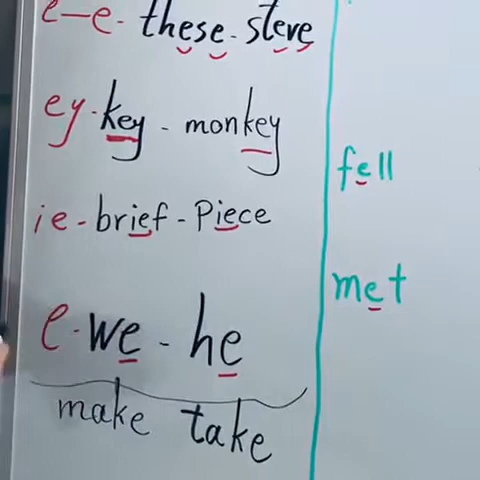 e-e- these - steve
ey - key - monkey
ie - brief - Piece
e - we - he
make take
fell
met